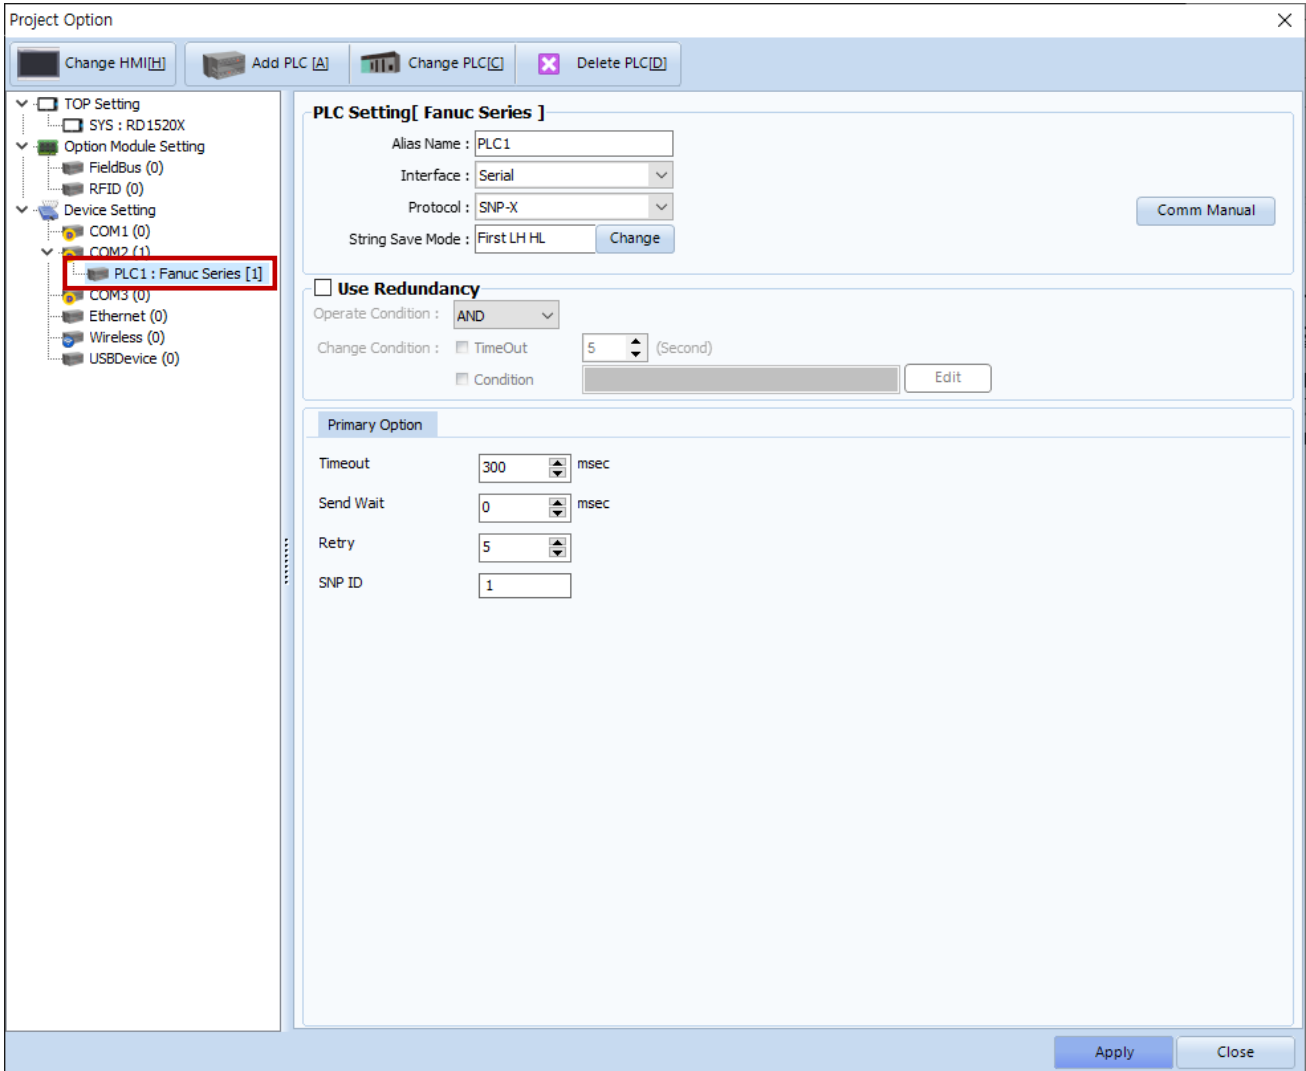 Project Option
Change HMI[H]
Add PLC [A]
Change PLC[C]
Delete PLC[D]
TOP Setting
SYS : RD1520X
Option Module Setting
FieldBus (0)
RFID (0)
Device Setting
COM1 (0)
COM2 (1)
PLC1 : Fanuc Series [1]
COM3 (0)
Ethernet (0)
Wireless (0)
USBDevice (0)
PLC Setting[ Fanuc Series ]
Alias Name : PLC1
Interface : Serial
Protocol : SNP-X
Comm Manual
String Save Mode : First LH HL Change
Use Redundancy
Operate Condition : AND
Change Condition : TimeOut 5 (Second)
Condition Edit
Primary Option
Timeout 300 msec
Send Wait 0 msec
Retry 5
SNP ID 1
Apply Close